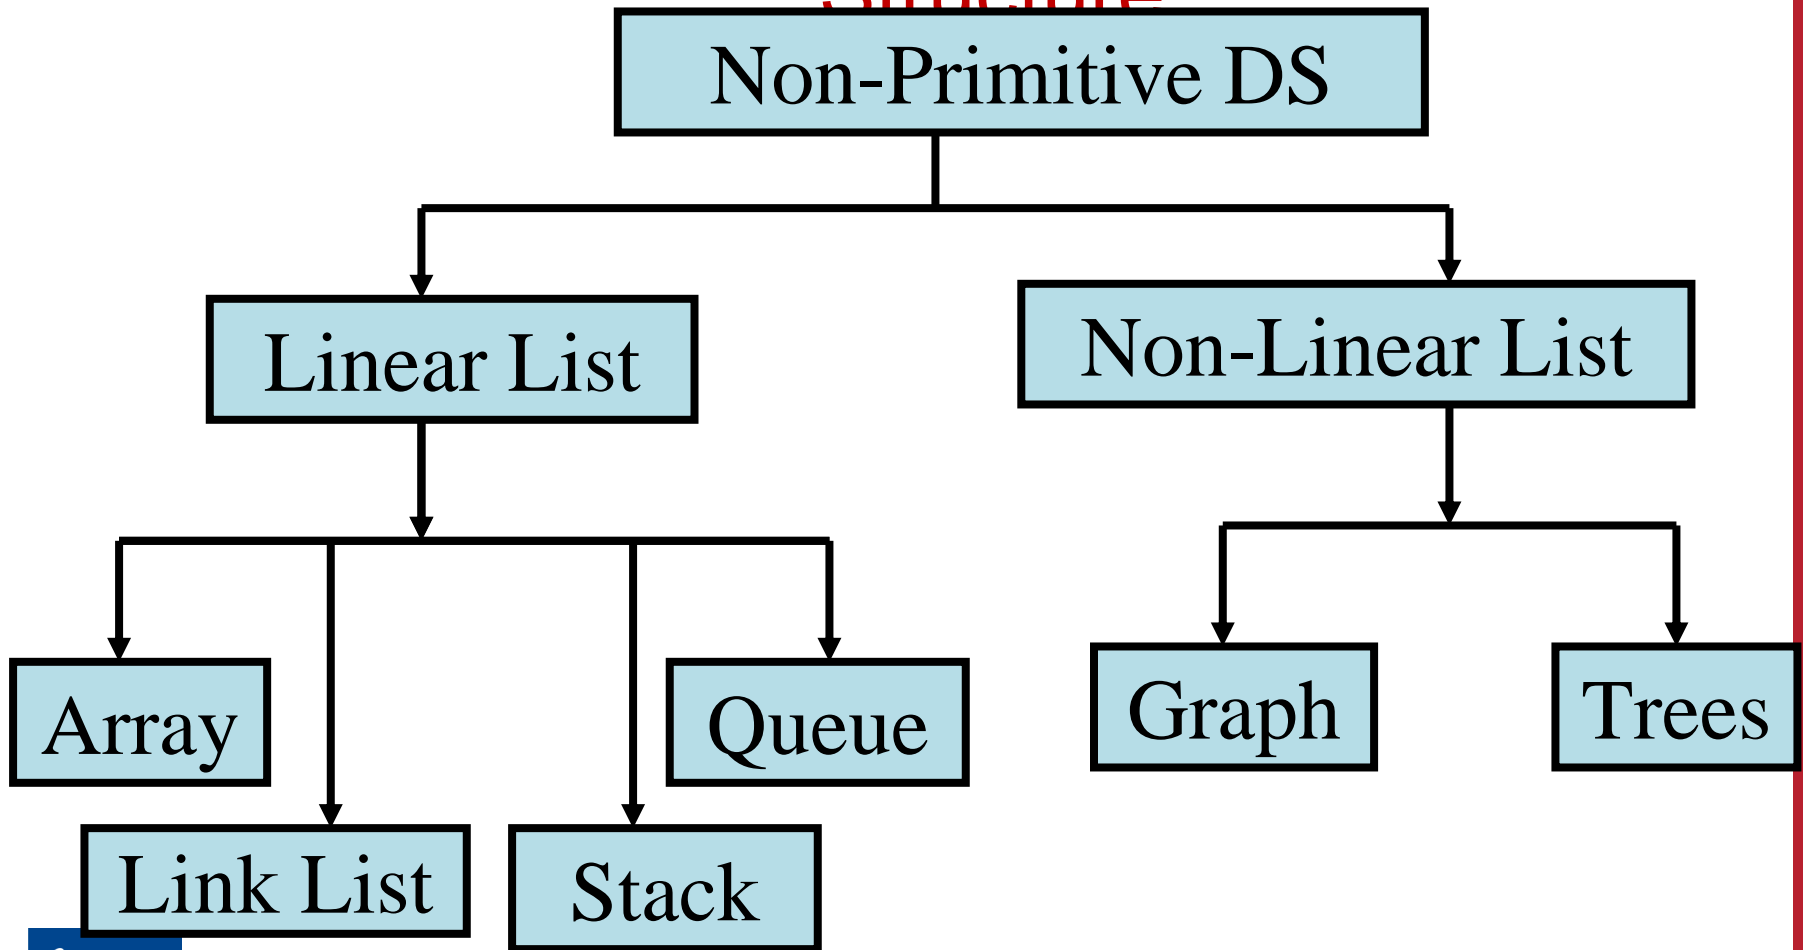 Non-Primitive DS
Linear List
Non-Linear List
Array
Queue
Graph
Trees
Link List
Stack